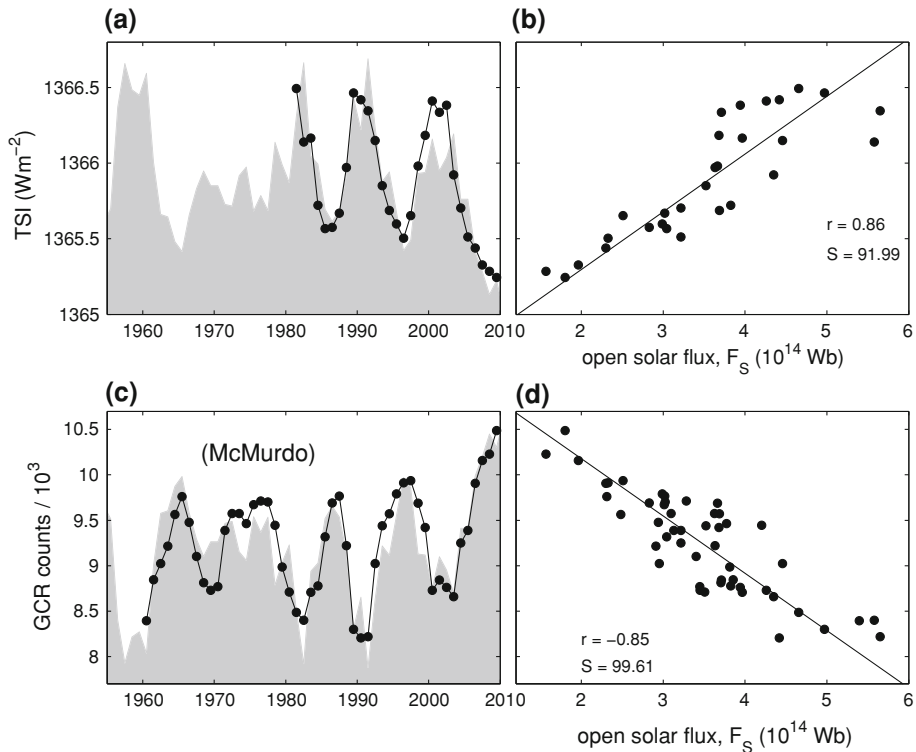 (a)
(b)
TSI (Wm⁻²)
1366.5
1366
1365.5
1365
1960
1970
1980
1990
2000
2010
r = 0.86
S = 91.99
2
3
4
5
6
open solar flux, F_S (10¹⁴ Wb)
(c)
(d)
GCR counts / 10³
10.5
10
9.5
9
8.5
8
(McMurdo)
1960
1970
1980
1990
2000
2010
r = −0.85
S = 99.61
2
3
4
5
6
open solar flux, F_S (10¹⁴ Wb)